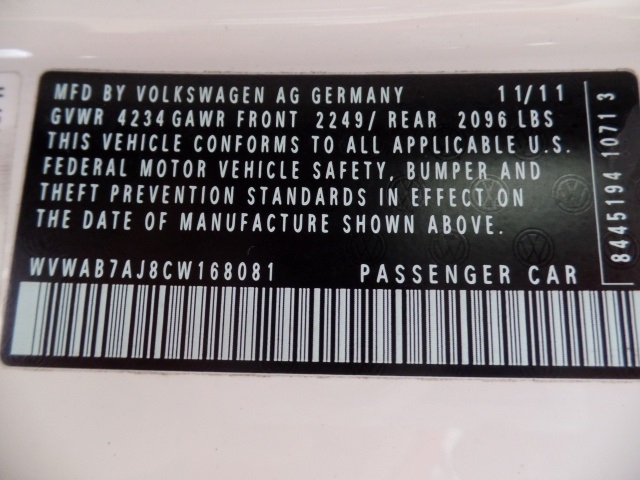 MFD BY VOLKSWAGEN AG GERMANY 11/11
GVWR 4234 GAWR FRONT 2249/ REAR 2096 LBS
THIS VEHICLE CONFORMS TO ALL APPLICABLE U.S.
FEDERAL MOTOR VEHICLE SAFETY, BUMPER AND
THEFT PREVENTION STANDARDS IN EFFECT ON
THE DATE OF MANUFACTURE SHOWN ABOVE.
WVWAB7AJ8CW168081 PASSENGER CAR
8445194 1071 3